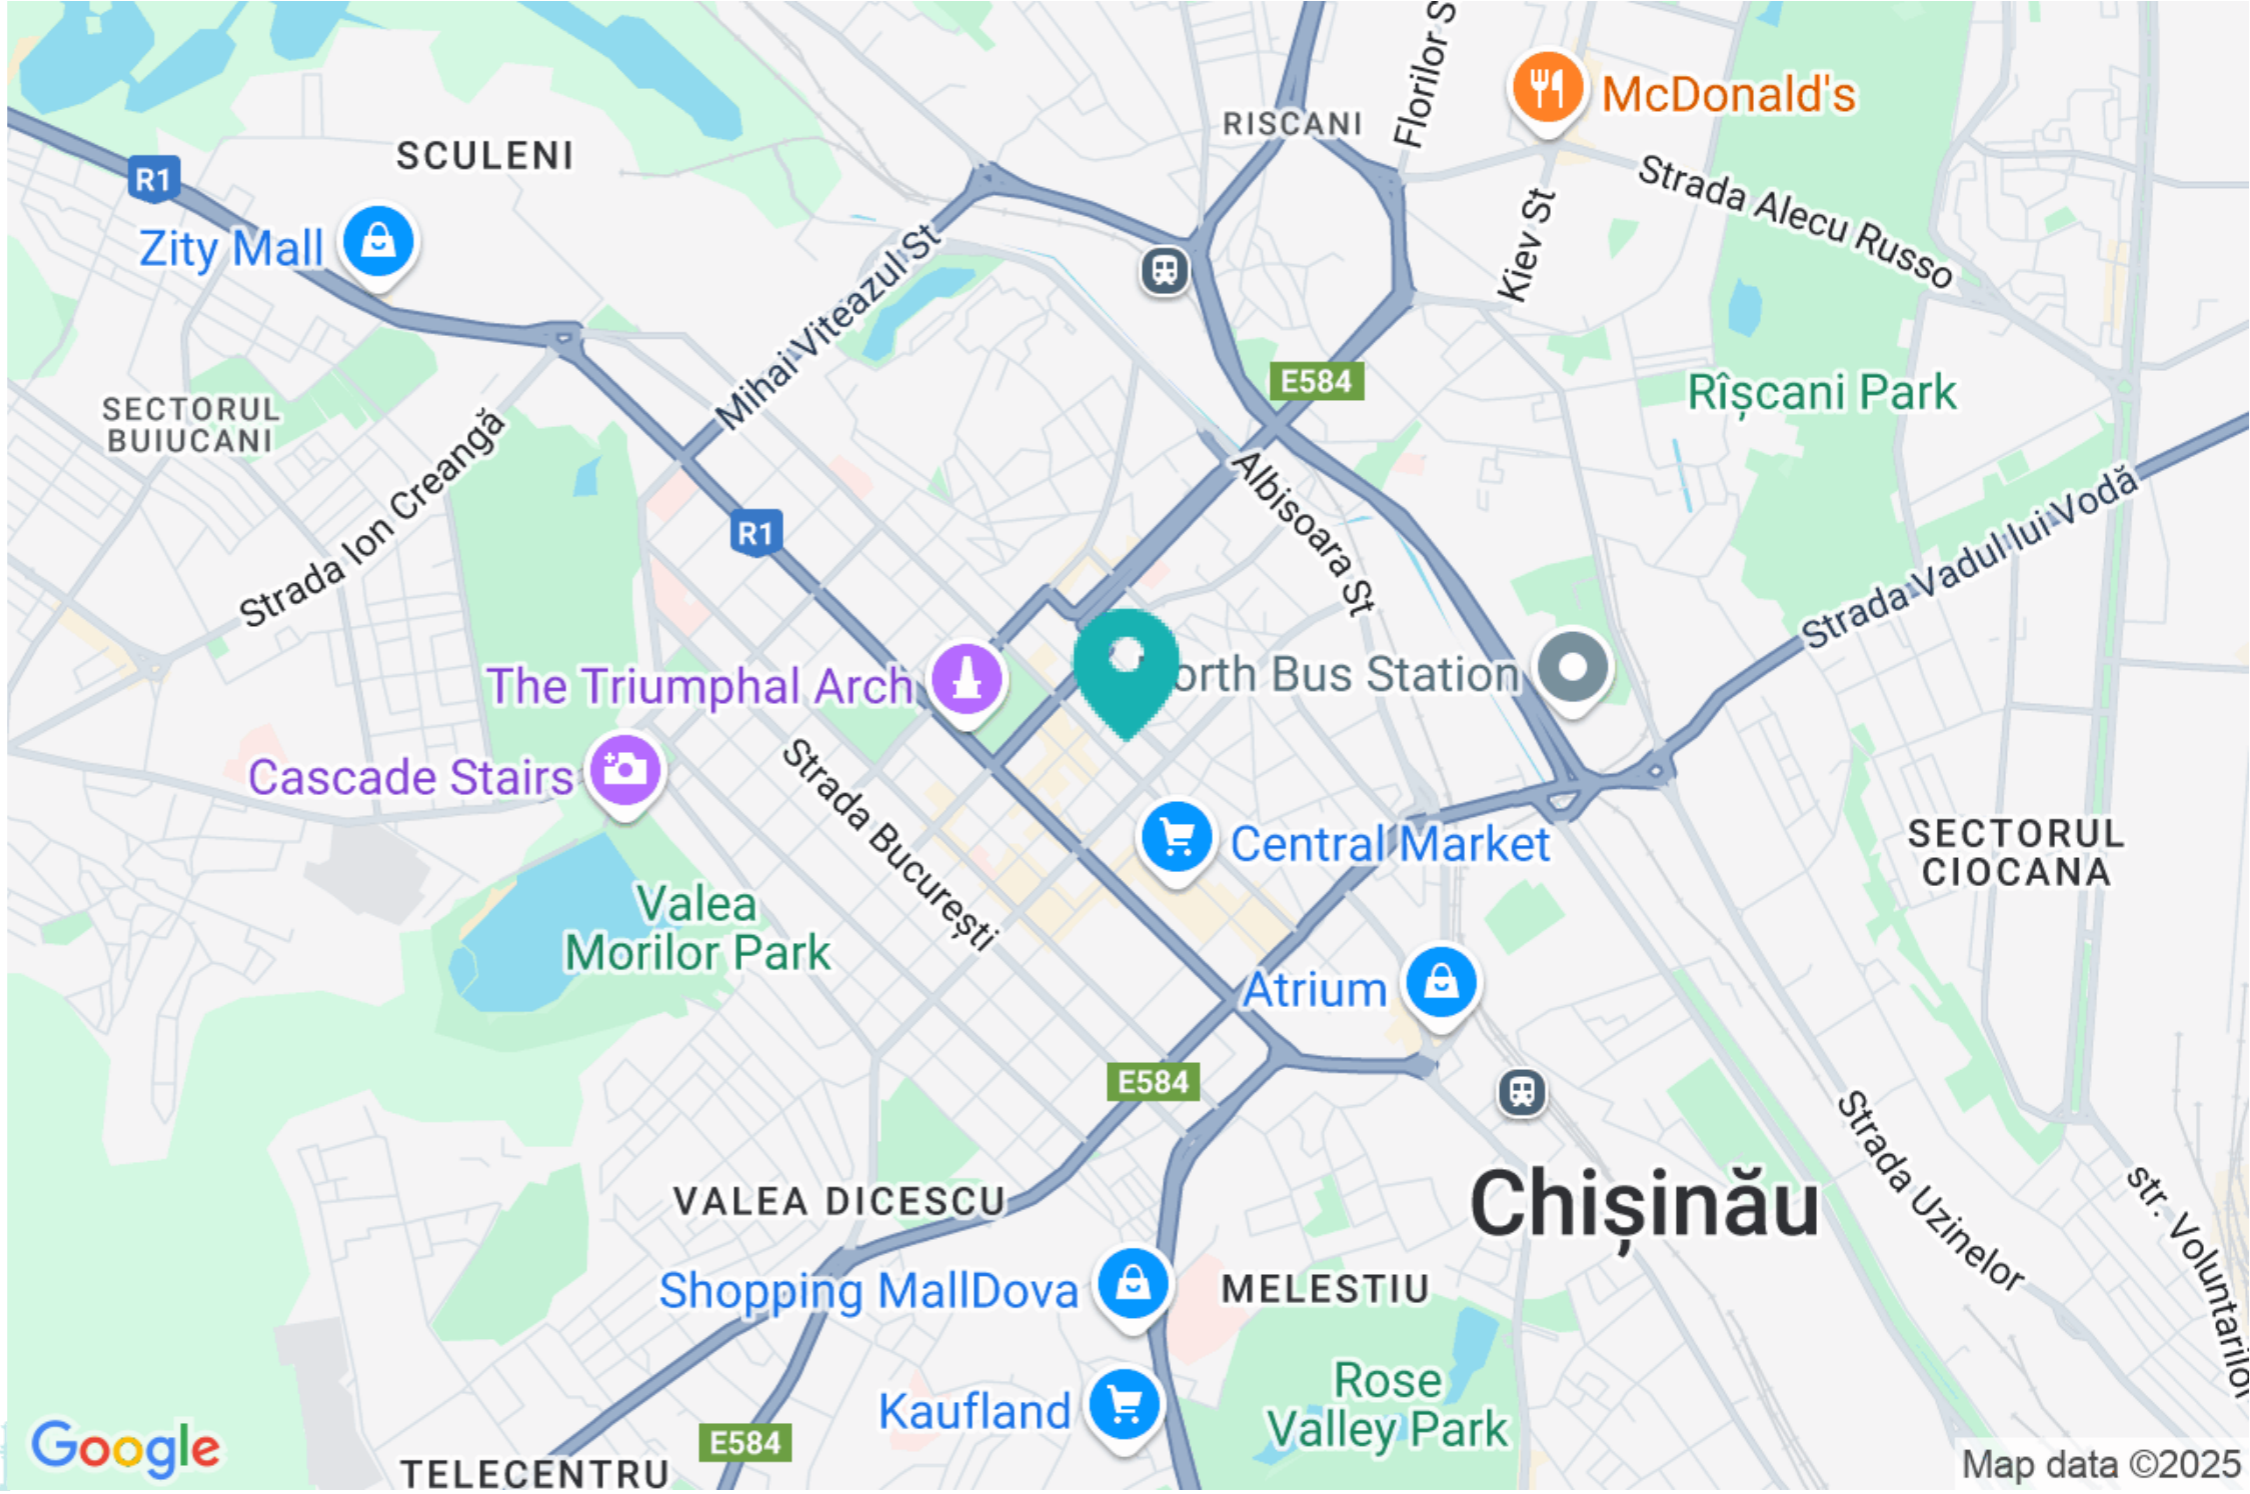 Florilor S
McDonald's
RISCANI
SCULENI
R1
Strada Alecu Russo
Zity Mall
Mihai Viteazul St
Kiev St
E584
Rîșcani Park
SECTORUL
BUIUCANI
Strada Ion Creangă
Albisoara St
Strada Vadul lui Vodă
R1
The Triumphal Arch
orth Bus Station
Cascade Stairs
Strada București
Central Market
SECTORUL
CIOCANA
Valea
Morilor Park
Atrium
E584
Strada Uzinelor
str. Voluntarilor
VALEA DICESCU
Chișinău
Shopping MallDova
MELESTIU
Rose
Valley Park
Kaufland
E584
Google
TELECENTRU
Map data ©2025